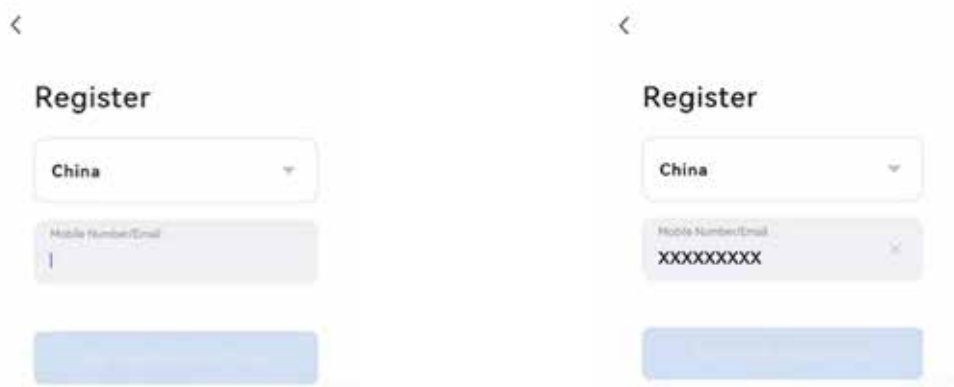 Register
China
Mobile Number/Email
Register
China
Mobile Number/Email
XXXXXXXXX